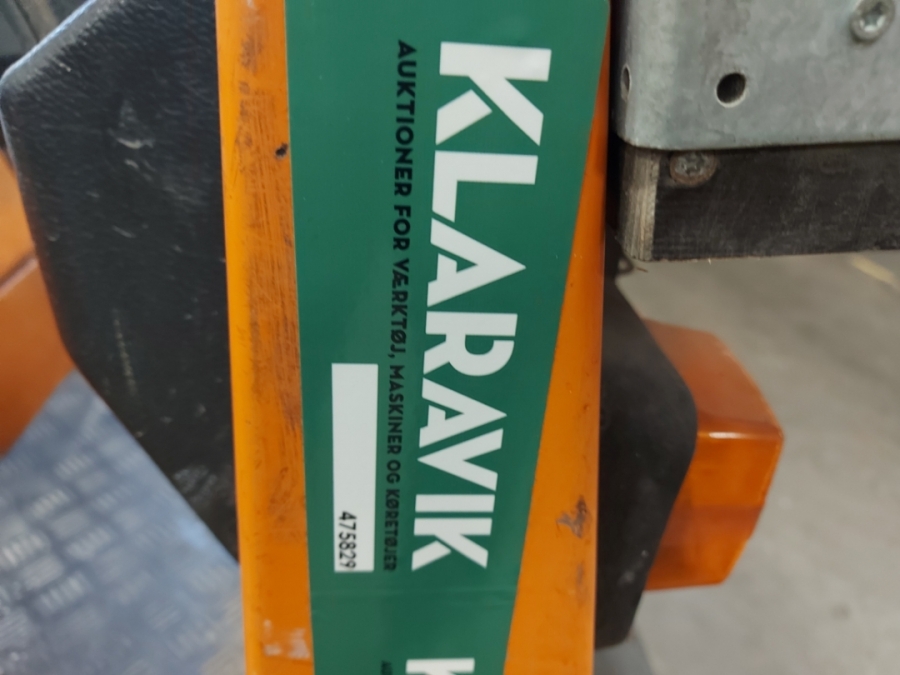 KLARAVIK
AUKTIONER FOR VÆRKTØJ, MASKINER OG KØRETØJER
475829
K